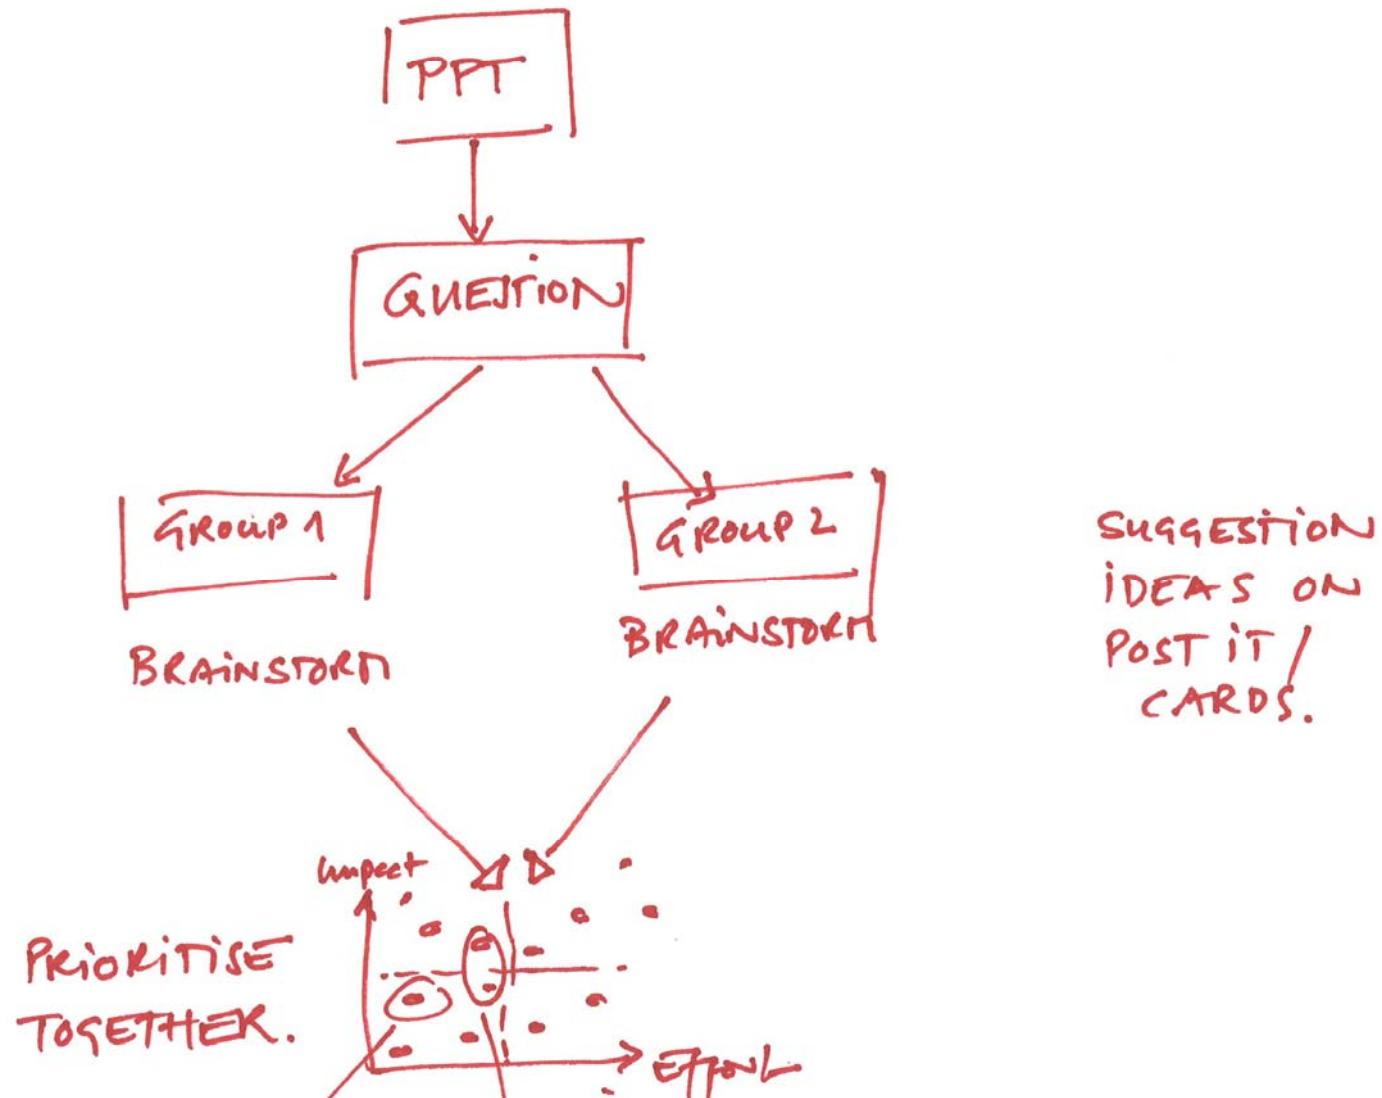 PPT
QUESTiON
GROUP 1
GROUP 2
BRAiNSTORM
BRAiNSTORM
SUGGESTiON
iDEAS ON
POST iT /
CARDS.
Impact
PRiORiTiSE
TOGETHER.
Effort